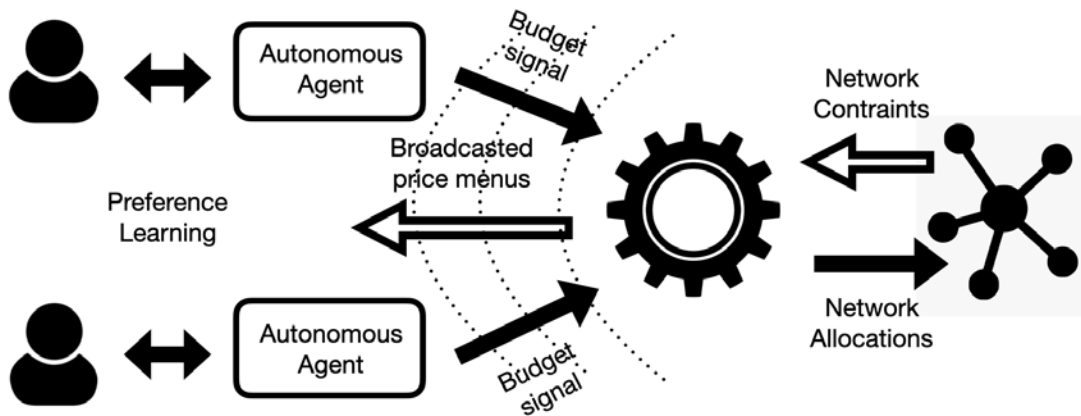 Autonomous
Agent
Budget
signal
Network
Contraints
Broadcasted
price menus
Preference
Learning
Autonomous
Agent
Budget
signal
Network
Allocations